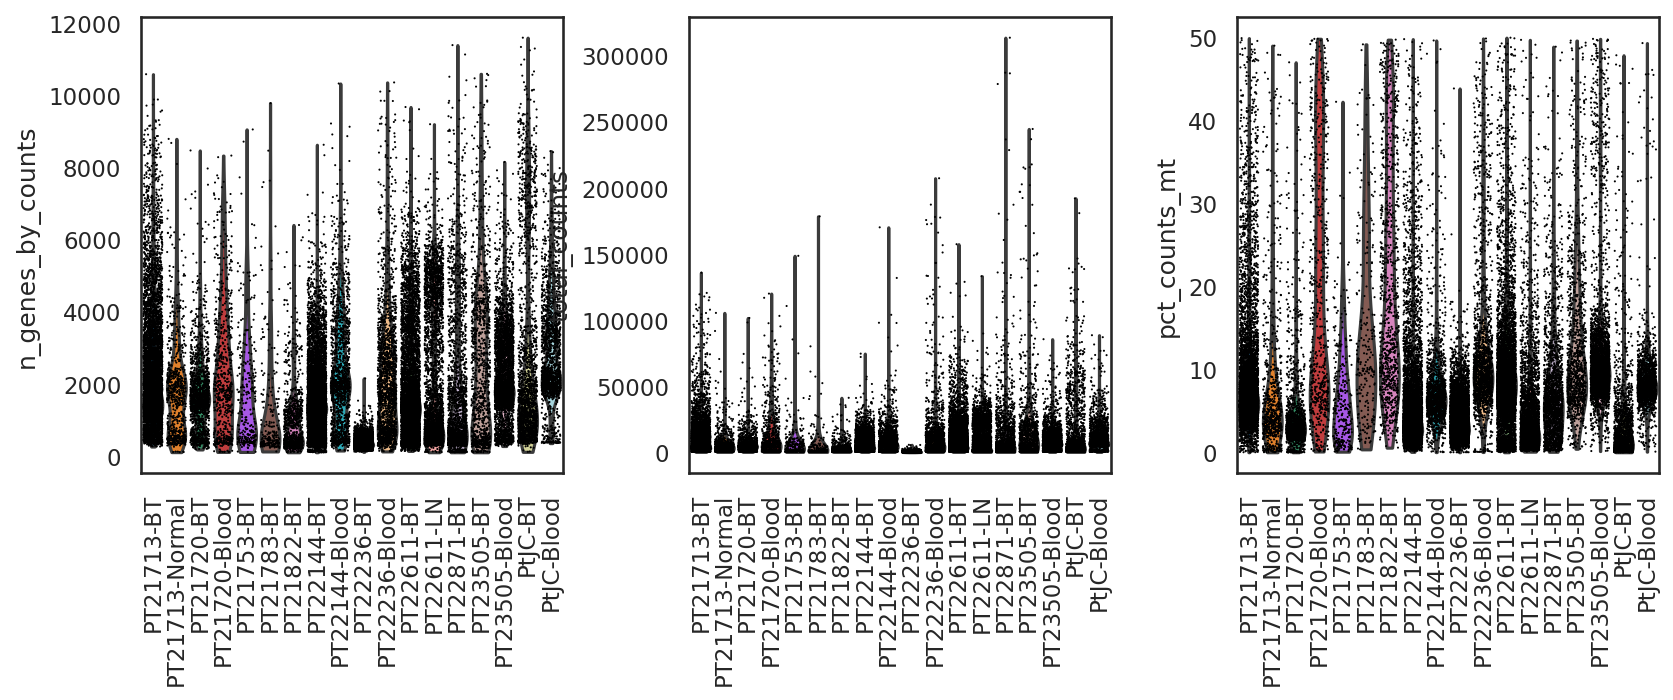 n_genes_by_counts
12000
10000
8000
6000
4000
2000
0
PT21713-BT
PT21713-Normal
PT21720-BT
PT21720-Blood
PT21753-BT
PT21783-BT
PT21822-BT
PT22144-BT
PT22144-Blood
PT22236-BT
PT22236-Blood
PT22611-BT
PT22611-LN
PT22871-BT
PT23505-BT
PT23505-Blood
PtJC-BT
PtJC-Blood
total_counts
300000
250000
200000
150000
100000
50000
0
PT21713-BT
PT21713-Normal
PT21720-BT
PT21720-Blood
PT21753-BT
PT21783-BT
PT21822-BT
PT22144-BT
PT22144-Blood
PT22236-BT
PT22236-Blood
PT22611-BT
PT22611-LN
PT22871-BT
PT23505-BT
PT23505-Blood
PtJC-BT
PtJC-Blood
pct_counts_mt
50
40
30
20
10
0
PT21713-BT
PT21713-Normal
PT21720-BT
PT21720-Blood
PT21753-BT
PT21783-BT
PT21822-BT
PT22144-BT
PT22144-Blood
PT22236-BT
PT22236-Blood
PT22611-BT
PT22611-LN
PT22871-BT
PT23505-BT
PT23505-Blood
PtJC-BT
PtJC-Blood